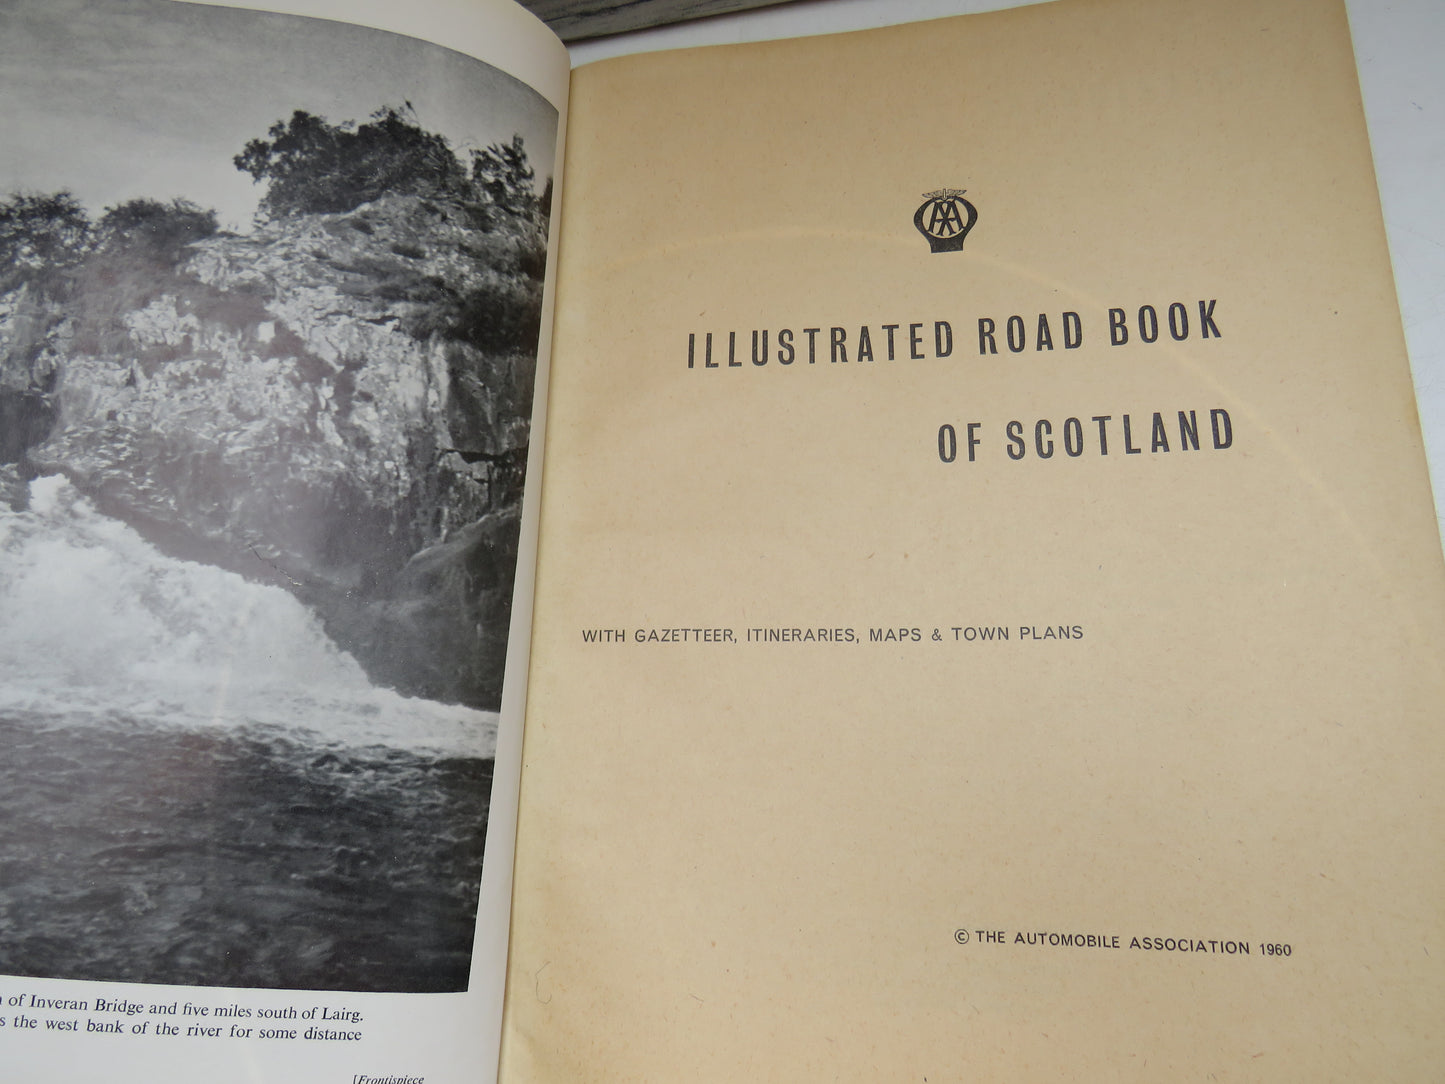 of Inveran Bridge and five miles south of Lairg.
the west bank of the river for some distance
[Frontispiece
AA
ILLUSTRATED ROAD BOOK
OF SCOTLAND
WITH GAZETTEER, ITINERARIES, MAPS & TOWN PLANS
© THE AUTOMOBILE ASSOCIATION 1960